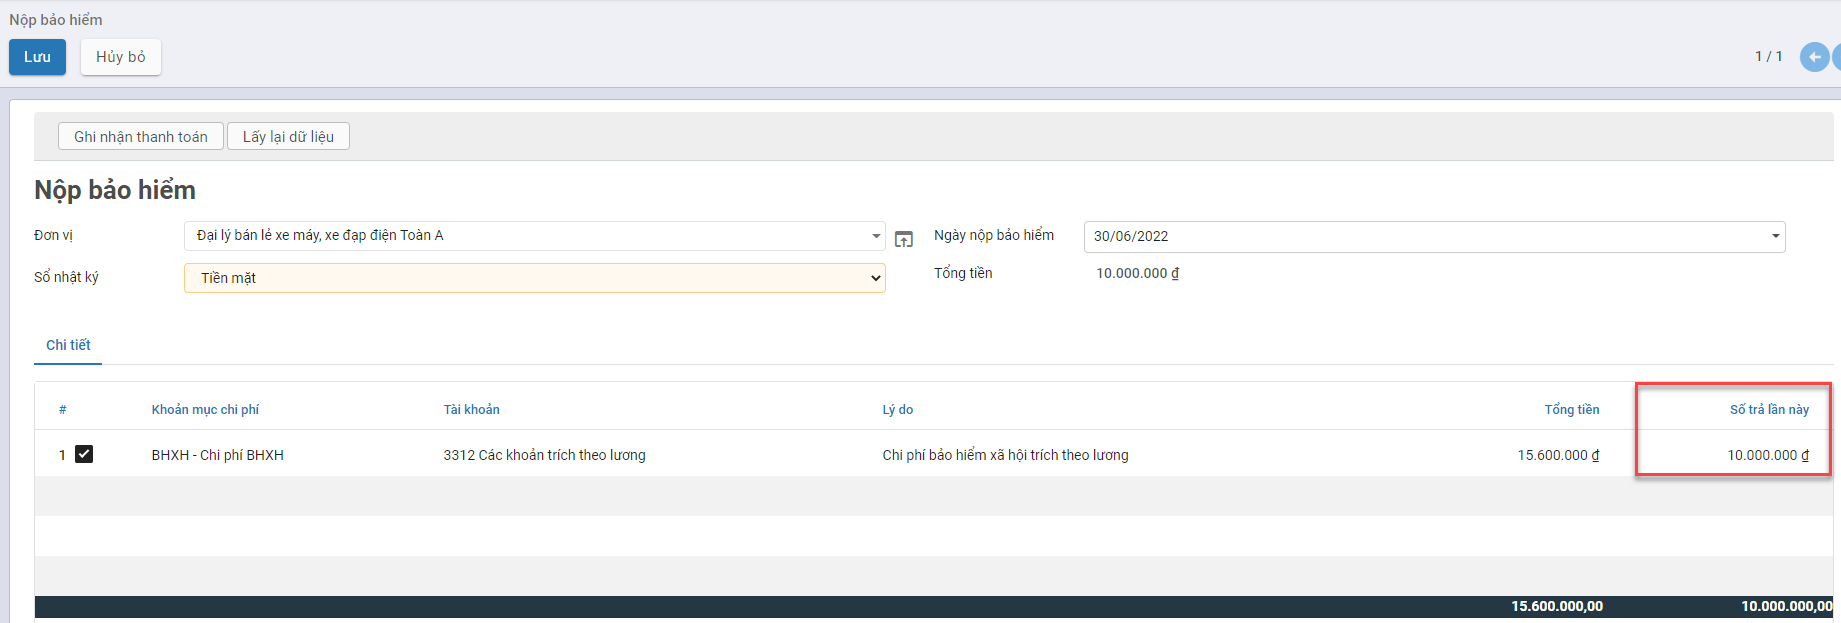 Nộp bảo hiểm
Lưu Hủy bỏ 1 / 1
Ghi nhận thanh toán Lấy lại dữ liệu
Nộp bảo hiểm
Đơn vị Đại lý bán lẻ xe máy, xe đạp điện Toàn A Ngày nộp bảo hiểm 30/06/2022
Sổ nhật ký Tiền mặt Tổng tiền 10.000.000 ₫
Chi tiết
# Khoản mục chi phí Tài khoản Lý do Tổng tiền Số trả lần này
1 BHXH - Chi phí BHXH 3312 Các khoản trích theo lương Chi phí bảo hiểm xã hội trích theo lương 15.600.000 ₫ 10.000.000 ₫
15.600.000,00 10.000.000,00